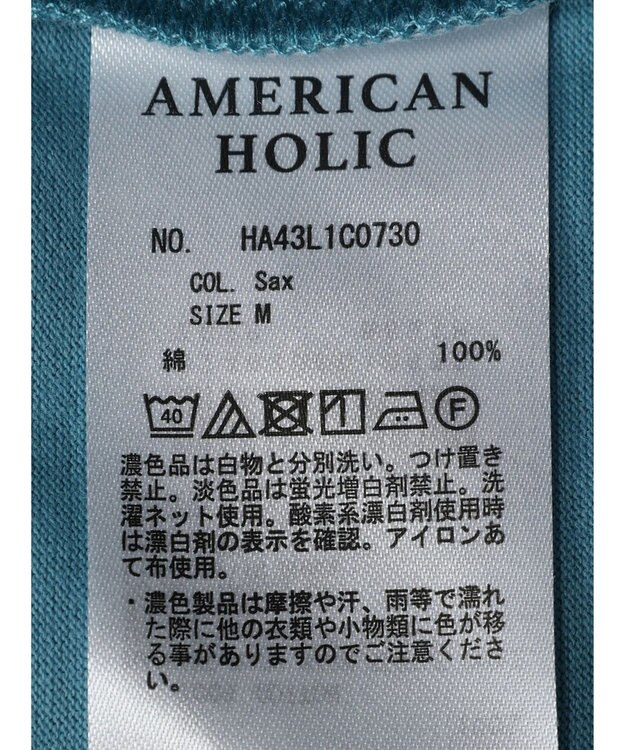 AMERICAN
HOLIC
NO. HA43L1C0730
COL. Sax
SIZE M
綿 100%
40 F
濃色品は白物と分別洗い。つけ置き
禁止。淡色品は蛍光増白剤禁止。洗
濯ネット使用。酸素系漂白剤使用時
は漂白剤の表示を確認。アイロンあ
て布使用。
・濃色製品は摩擦や汗、雨等で濡れ
た際に他の衣類や小物類に色が移
る事がありますのでご注意くださ
い。